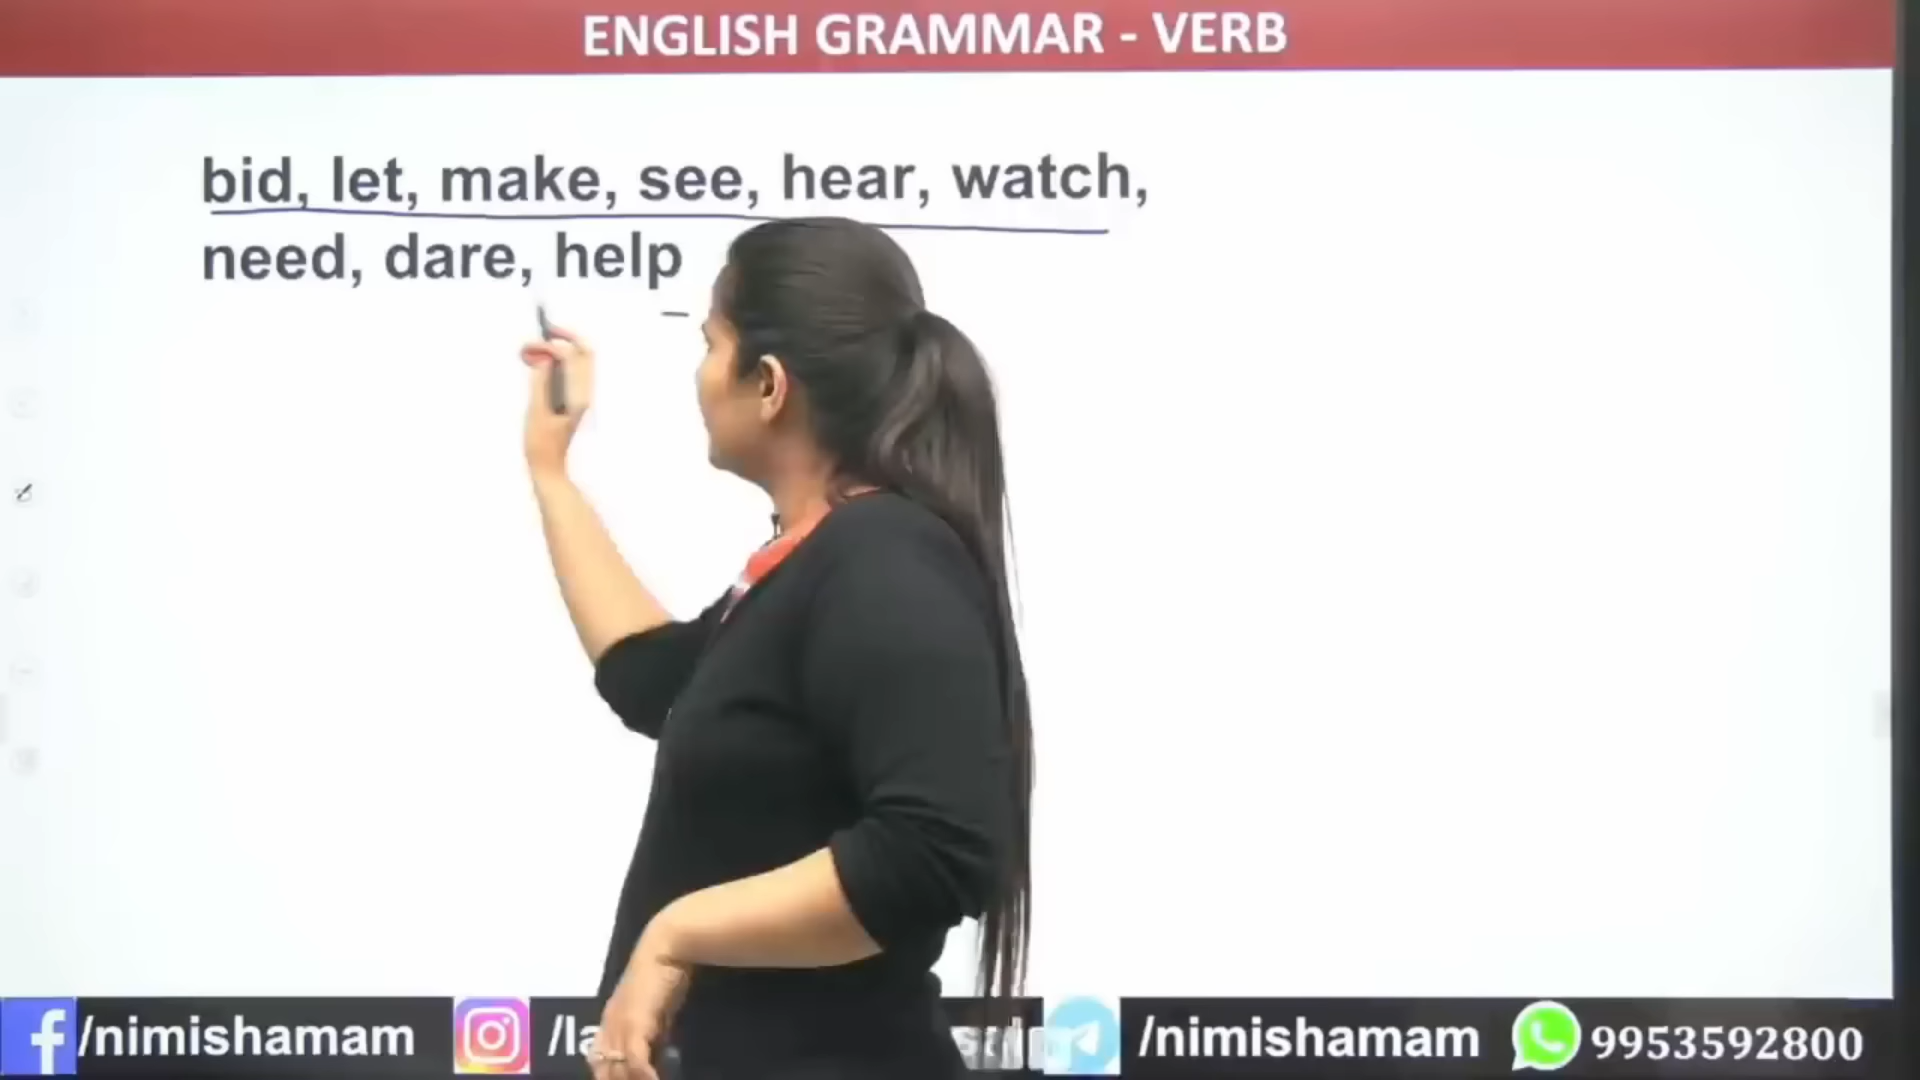 ENGLISH GRAMMAR - VERB
bid, let, make, see, hear, watch,
need, dare, help
/nimishamam
/nimishamam
9953592800